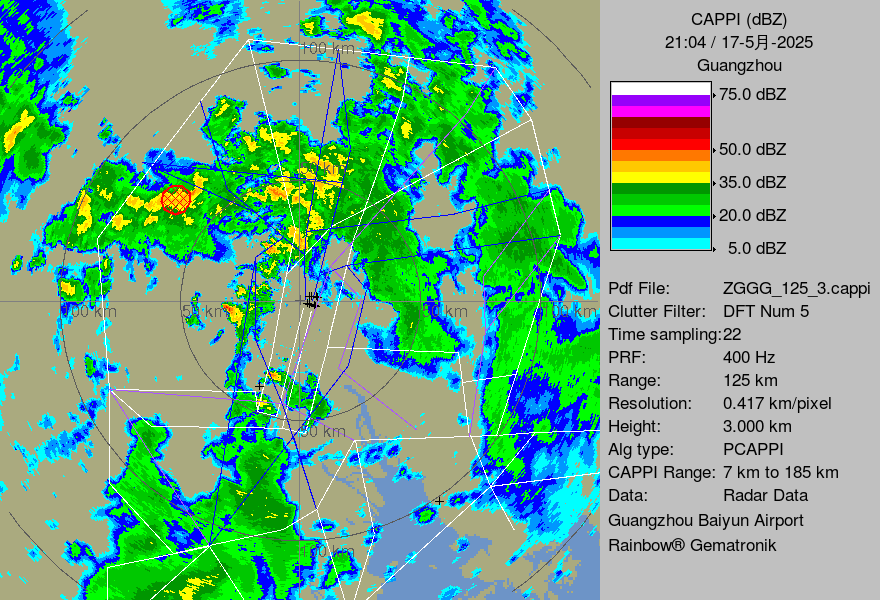 CAPPI (dBZ)
21:04 / 17-5月-2025
Guangzhou
75.0 dBZ
50.0 dBZ
35.0 dBZ
20.0 dBZ
5.0 dBZ
Pdf File: ZGGG_125_3.cappi
Clutter Filter: DFT Num 5
Time sampling:22
PRF: 400 Hz
Range: 125 km
Resolution: 0.417 km/pixel
Height: 3.000 km
Alg type: PCAPPI
CAPPI Range: 7 km to 185 km
Data: Radar Data
Guangzhou Baiyun Airport
Rainbow® Gematronik
100 km
100 km
50 km
50 km
100 km
50 km
100 km